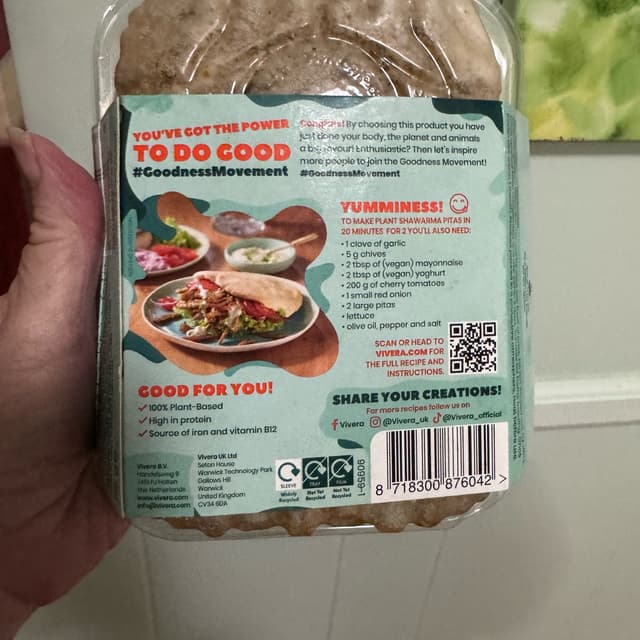 YOU'VE GOT THE POWER
TO DO GOOD
#GoodnessMovement
Congrats! By choosing this product you have
just done your body, the planet and animals
a big favour! Enthusiastic? Then let's inspire
more people to join the Goodness Movement!
#GoodnessMovement
YUMMINESS!
TO MAKE PLANT SHAWARMA PITAS IN
20 MINUTES FOR 2 YOU'LL ALSO NEED:
• 1 clove of garlic
• 5 g chives
• 2 tbsp of (vegan) mayonnaise
• 2 tbsp of (vegan) yoghurt
• 200 g of cherry tomatoes
• 1 small red onion
• 2 large pitas
• lettuce
• olive oil, pepper and salt
SCAN OR HEAD TO
VIVERA.COM FOR
THE FULL RECIPE AND
INSTRUCTIONS.
GOOD FOR YOU!
✓ 100% Plant-Based
✓ High in protein
✓ Source of iron and vitamin B12
SHARE YOUR CREATIONS!
For more recipes follow us on
Vivera @Vivera_uk @Vivera_official
Vivera B.V.
Handelsweg 9
7451 PJ Holten
the Netherlands
www.vivera.com
info@vivera.com
Vivera UK Ltd
Seton House
Warwick Technology Park
Gallows Hill
Warwick
United Kingdom
CV34 6DA
SLEEVE
Widely
Recycled
TRAY
Not Yet
Recycled
FILM
Not Yet
Recycled
90959-1
8 718300 876042 >